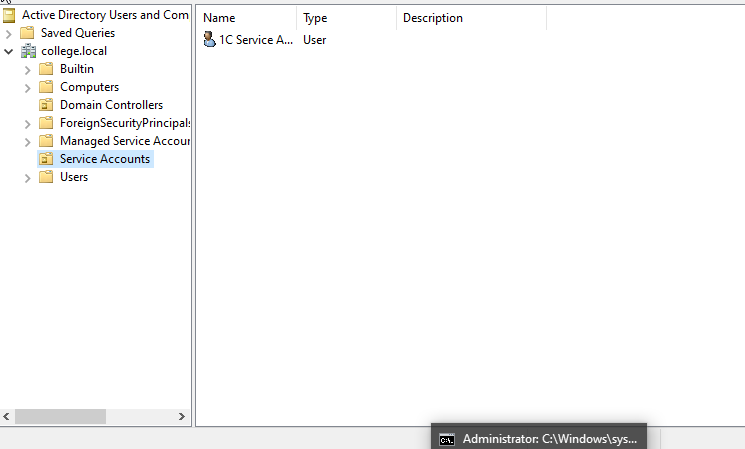 Active Directory Users and Com
Saved Queries
college.local
Builtin
Computers
Domain Controllers
ForeignSecurityPrincipals
Managed Service Accour
Service Accounts
Users
Name Type Description
1C Service A... User
Administrator: C:\Windows\sys...